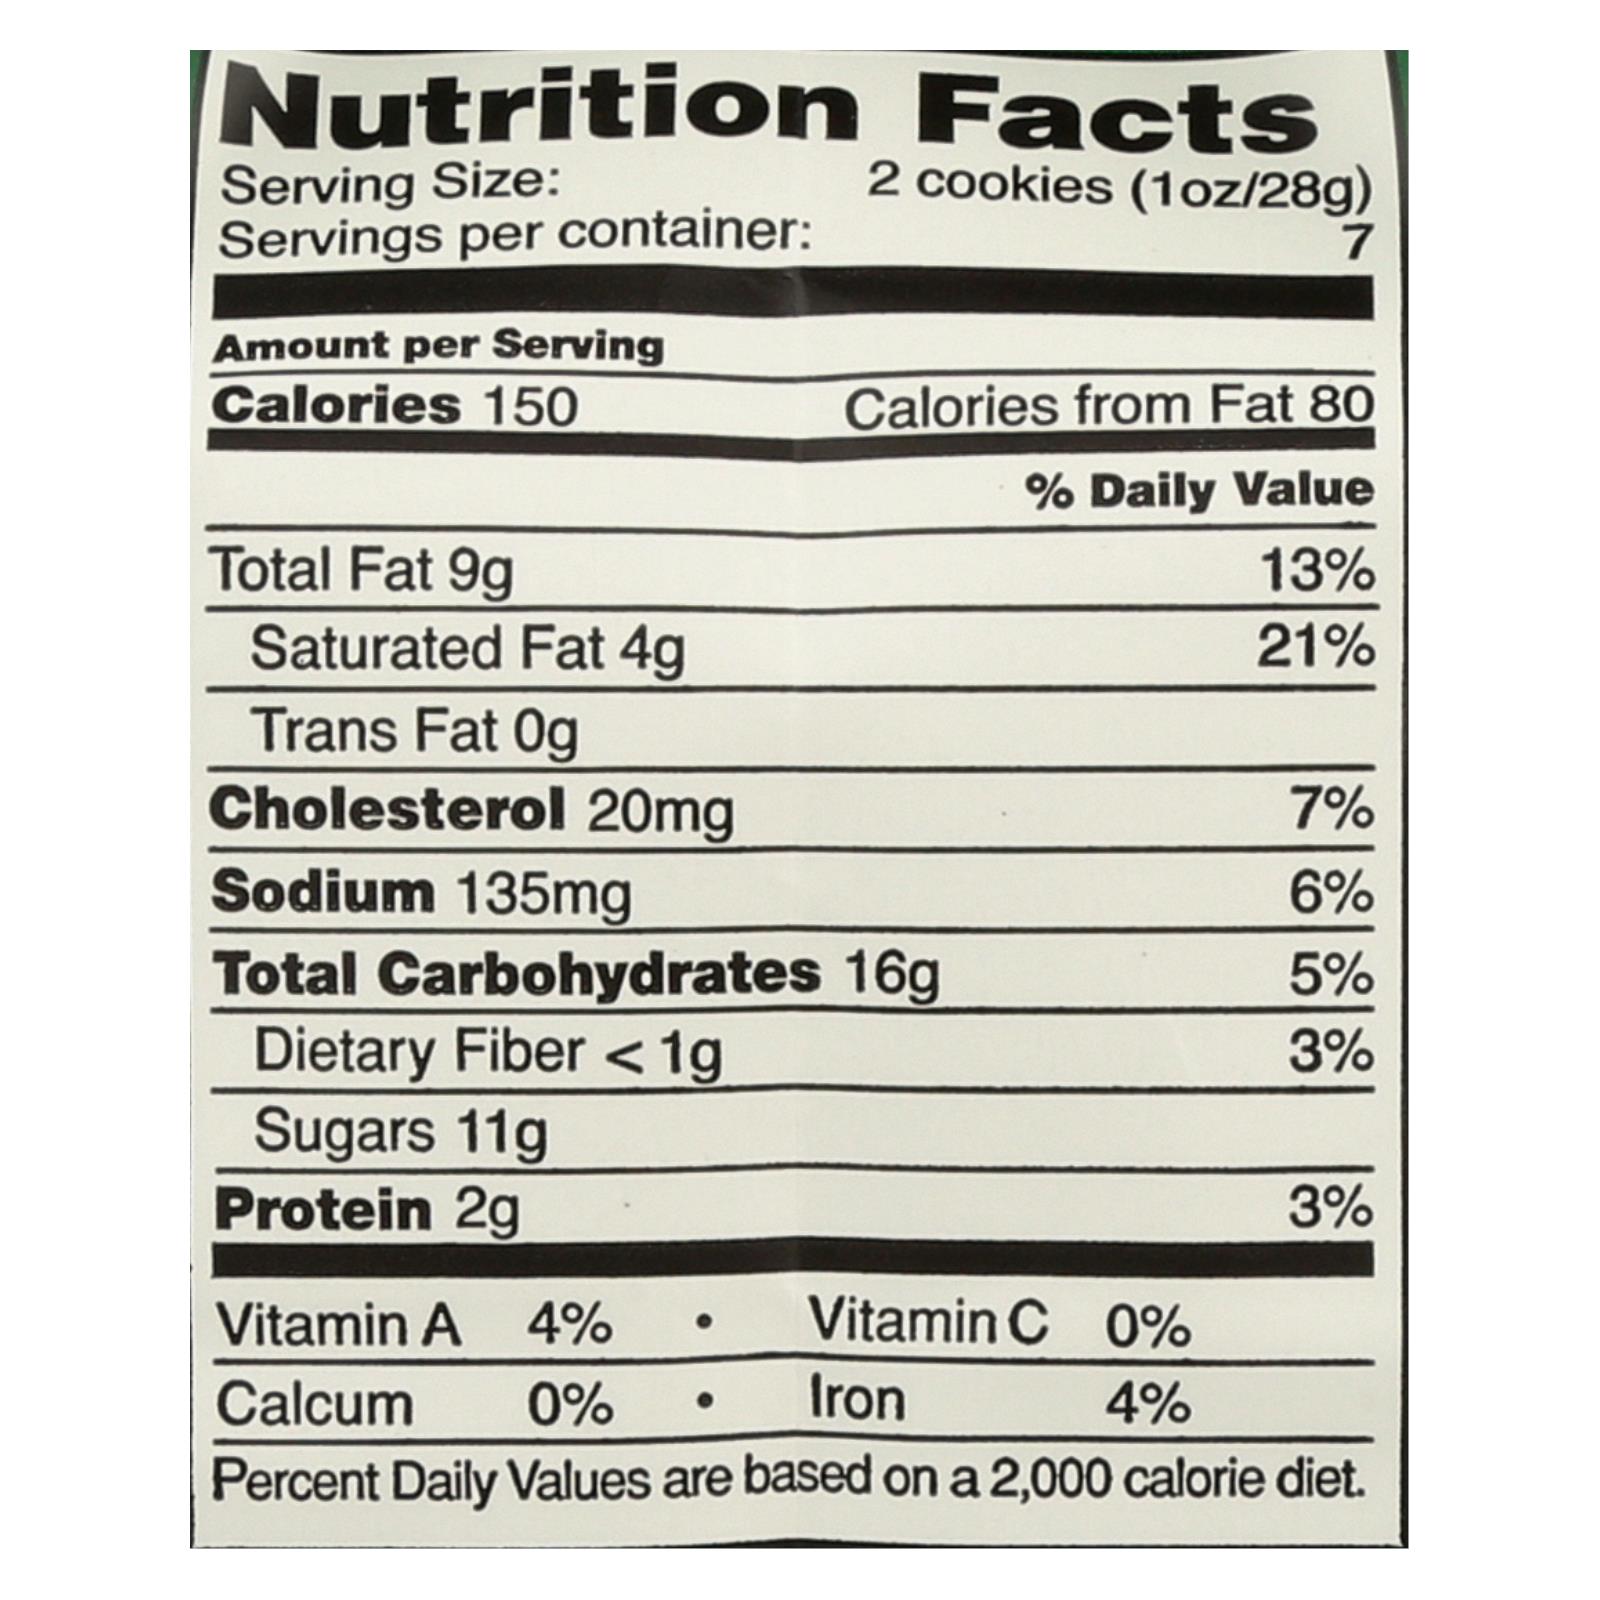 Nutrition Facts
Serving Size: 2 cookies (1oz/28g)
Servings per container: 7
Amount per Serving
Calories 150 Calories from Fat 80
% Daily Value
Total Fat 9g 13%
Saturated Fat 4g 21%
Trans Fat 0g
Cholesterol 20mg 7%
Sodium 135mg 6%
Total Carbohydrates 16g 5%
Dietary Fiber < 1g 3%
Sugars 11g
Protein 2g 3%
Vitamin A 4% • Vitamin C 0%
Calcum 0% • Iron 4%
Percent Daily Values are based on a 2,000 calorie diet.